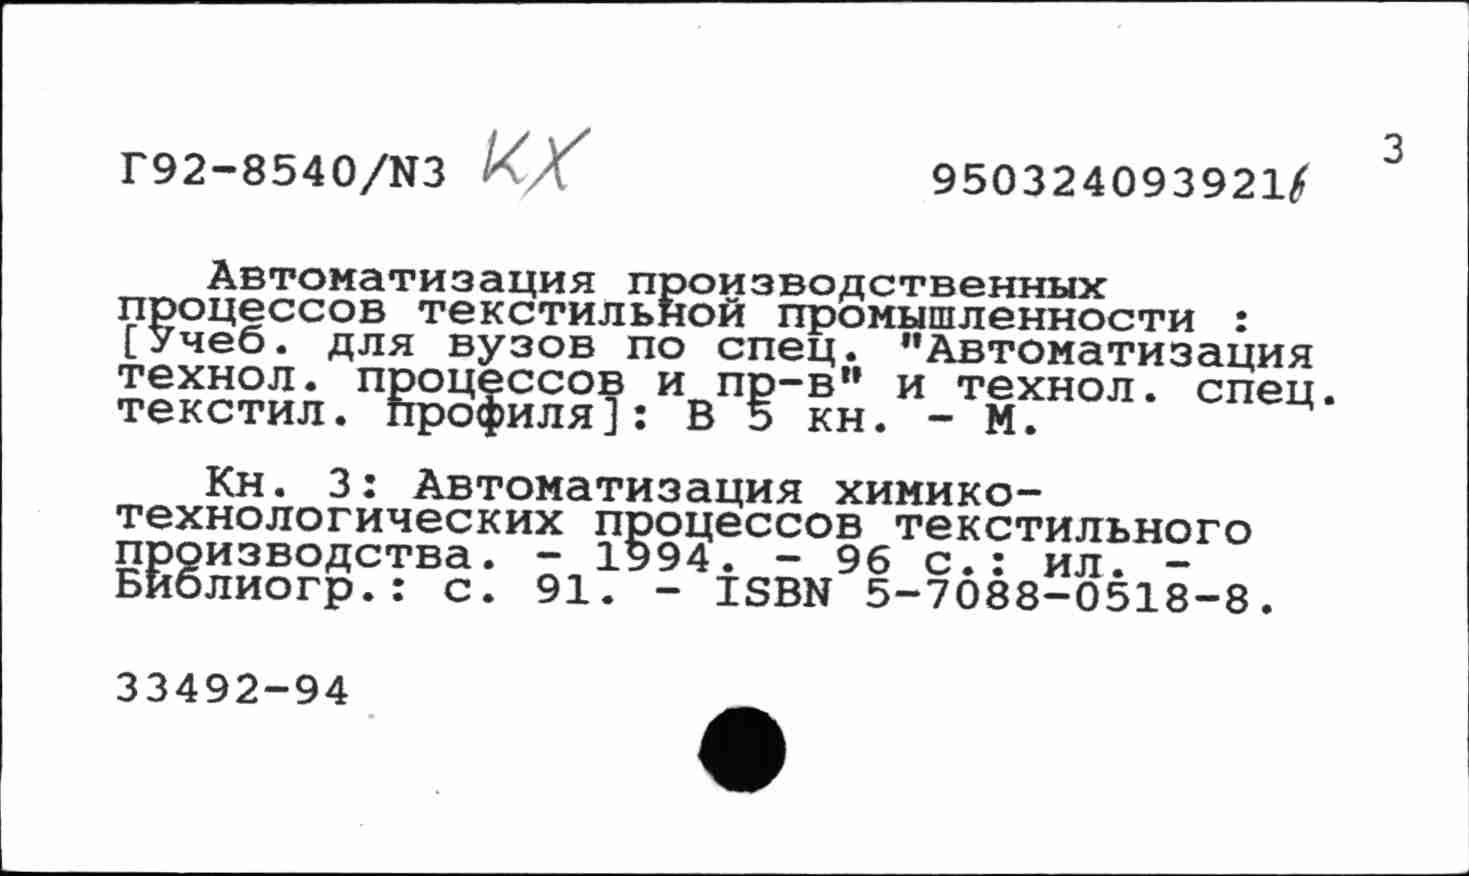 3
Г92-8540/N3 КХ 9503240939216
Автоматизация производственных
процессов текстильной промышленности :
[Учеб. для вузов по спец. "Автоматизация
технол. процессов и пр-в" и технол. спец.
текстил. профиля]: В 5 кн. - М.
Кн. 3: Автоматизация химико-
технологических процессов текстильного
производства. - 1994. - 96 с.: ил. -
Библиогр.: с. 91. - ISBN 5-7088-0518-8.
33492-94